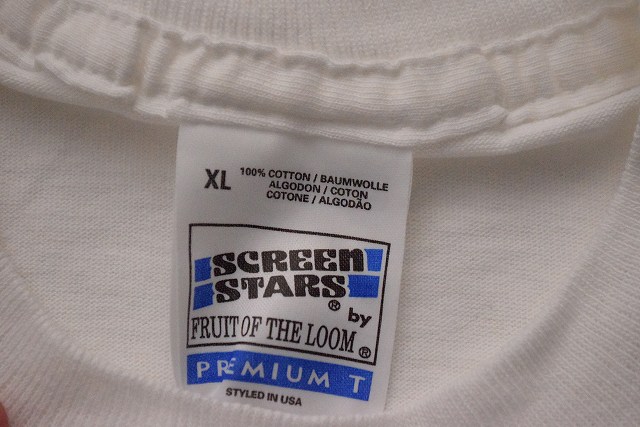 XL
100% COTTON / BAUMWOLLE
ALGODON / COTON
COTONE / ALGODÃO
SCREEN
STARS®
by
FRUIT OF THE LOOM®
PREMIUM T
STYLED IN USA